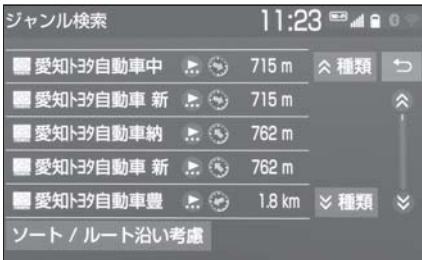 ジャンル検索 11:23
愛知トヨタ自動車中 715 m 種類
愛知トヨタ自動車 新 715 m
愛知トヨタ自動車納 762 m
愛知トヨタ自動車 新 762 m
愛知トヨタ自動車豊 1.8 km 種類
ソート / ルート沿い考慮